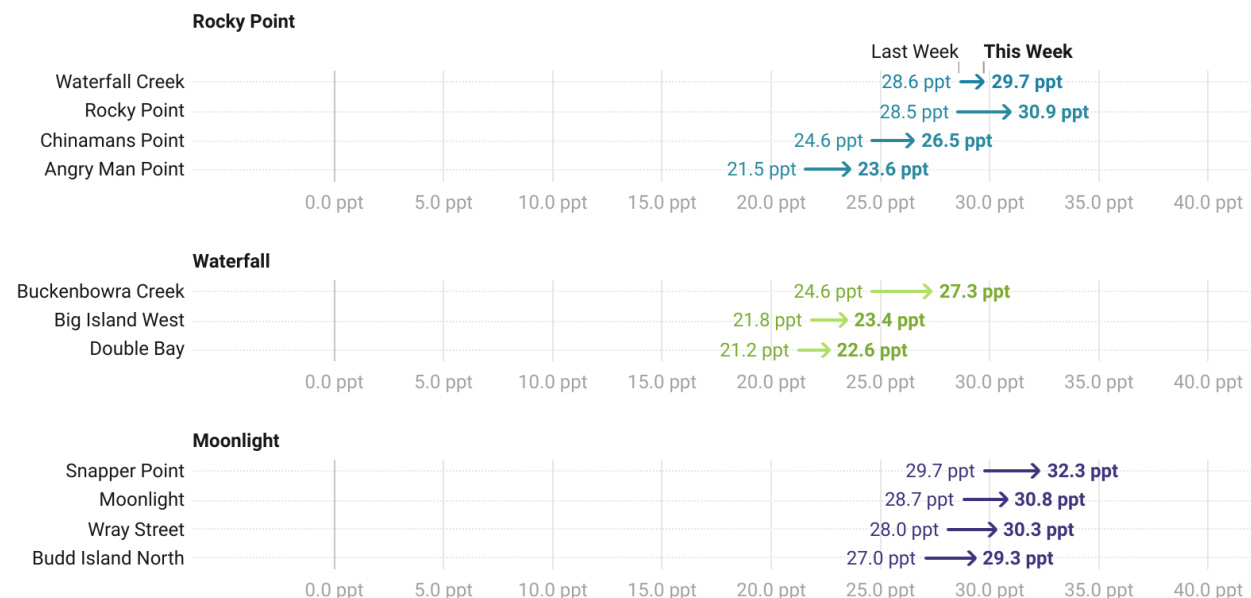 Rocky Point
Last Week This Week
Waterfall Creek 28.6 ppt 29.7 ppt
Rocky Point 28.5 ppt 30.9 ppt
Chinamans Point 24.6 ppt 26.5 ppt
Angry Man Point 21.5 ppt 23.6 ppt
0.0 ppt 5.0 ppt 10.0 ppt 15.0 ppt 20.0 ppt 25.0 ppt 30.0 ppt 35.0 ppt 40.0 ppt
Waterfall
Buckenbowra Creek 24.6 ppt 27.3 ppt
Big Island West 21.8 ppt 23.4 ppt
Double Bay 21.2 ppt 22.6 ppt
0.0 ppt 5.0 ppt 10.0 ppt 15.0 ppt 20.0 ppt 25.0 ppt 30.0 ppt 35.0 ppt 40.0 ppt
Moonlight
Snapper Point 29.7 ppt 32.3 ppt
Moonlight 28.7 ppt 30.8 ppt
Wray Street 28.0 ppt 30.3 ppt
Budd Island North 27.0 ppt 29.3 ppt
0.0 ppt 5.0 ppt 10.0 ppt 15.0 ppt 20.0 ppt 25.0 ppt 30.0 ppt 35.0 ppt 40.0 ppt